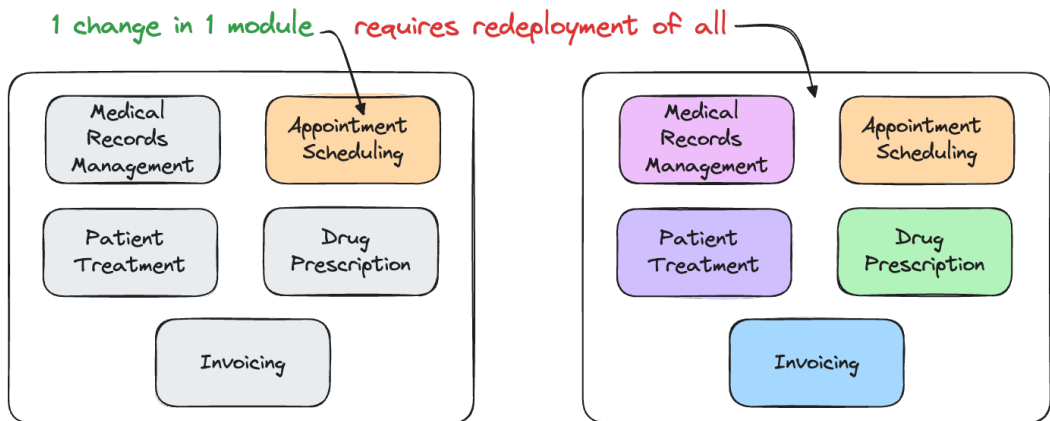 1 change in 1 module requires redeployment of all
Medical
Records
Management
Appointment
Scheduling
Patient
Treatment
Drug
Prescription
Invoicing
Medical
Records
Management
Appointment
Scheduling
Patient
Treatment
Drug
Prescription
Invoicing